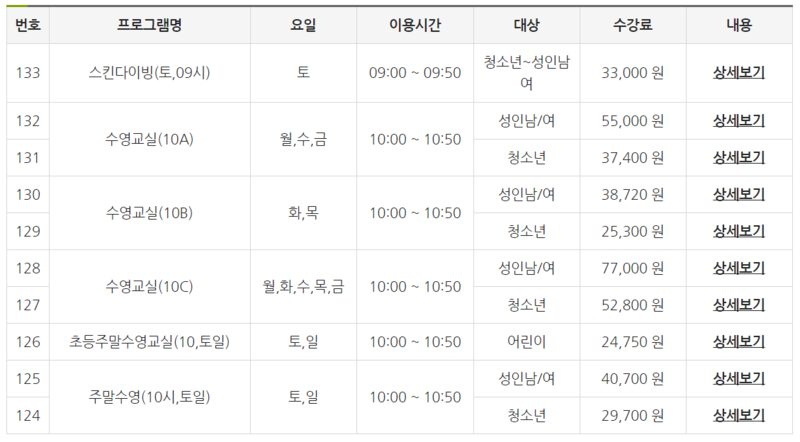 번호 프로그램명 요일 이용시간 대상 수강료 내용
133 스킨다이빙(토,09시) 토 09:00 ~ 09:50 청소년~성인남 33,000 원 상세보기
여
132 수영교실(10A) 월,수,금 10:00 ~ 10:50 성인남/여 55,000 원 상세보기
131 청소년 37,400 원 상세보기
130 수영교실(10B) 화,목 10:00 ~ 10:50 성인남/여 38,720 원 상세보기
129 청소년 25,300 원 상세보기
128 수영교실(10C) 월,화,수,목,금 10:00 ~ 10:50 성인남/여 77,000 원 상세보기
127 청소년 52,800 원 상세보기
126 초등주말수영교실(10,토일) 토,일 10:00 ~ 10:50 어린이 24,750 원 상세보기
125 주말수영(10시,토일) 토,일 10:00 ~ 10:50 성인남/여 40,700 원 상세보기
124 청소년 29,700 원 상세보기